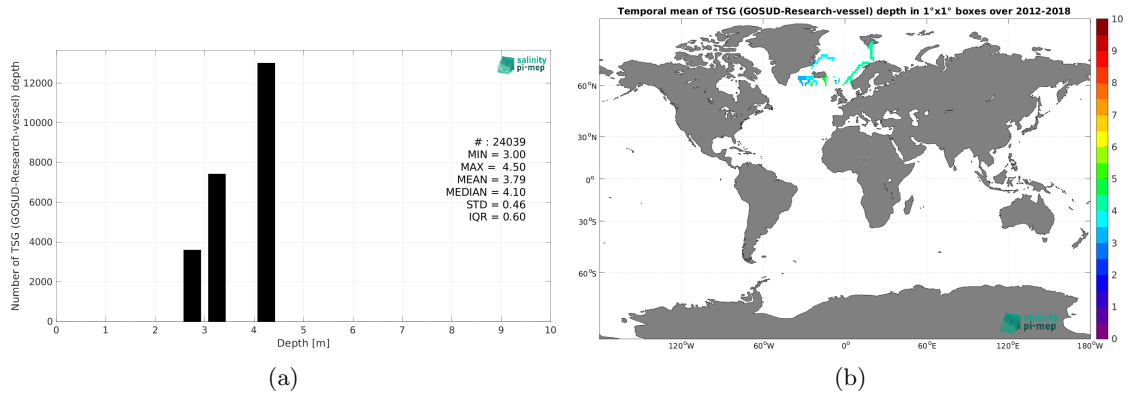 Number of TSG (GOSUD-Research-vessel) depth
12000
10000
8000
6000
4000
2000
0
salinity
pi-mep
# : 24039
MIN = 3.00
MAX = 4.50
MEAN = 3.79
MEDIAN = 4.10
STD = 0.46
IQR = 0.60
0 1 2 3 4 5 6 7 8 9 10
Depth [m]
(a)
Temporal mean of TSG (GOSUD-Research-vessel) depth in 1°x1° boxes over 2012-2018
60°N
30°N
0°
30°S
60°S
120°W 60°W 0° 60°E 120°E 180°W
salinity
pi-mep
10
9
8
7
6
5
4
3
2
1
0
(b)